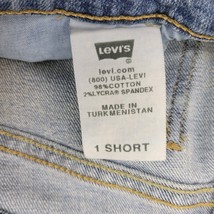 LEVI'S
levi.com
(800) USA-LEVI
98%COTTON
2%LYCRA® SPANDEX
MADE IN
TURKMENISTAN
1 SHORT